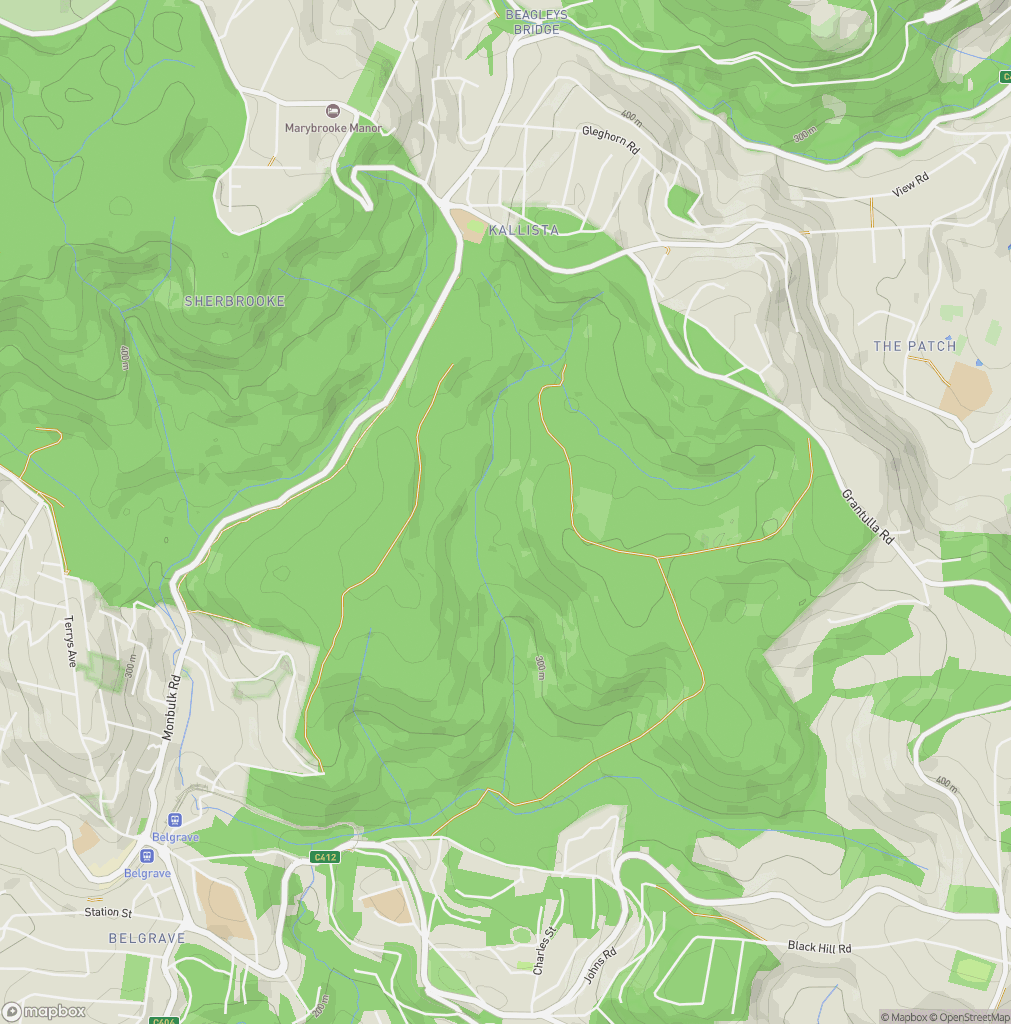 BEAGLEYS
BRIDGE
C4
400 m
Marybrooke Manor
Gleghorn Rd
300 m
View Rd
KALLISTA
SHERBROOKE
400 m
THE PATCH
Grantulla Rd
Terrys Ave
300 m
300 m
Monbulk Rd
400 m
Belgrave
C412
Belgrave
Station St
BELGRAVE
Charles St
Johns Rd
Black Hill Rd
200 m
mapbox
C404
© Mapbox © OpenStreetMap